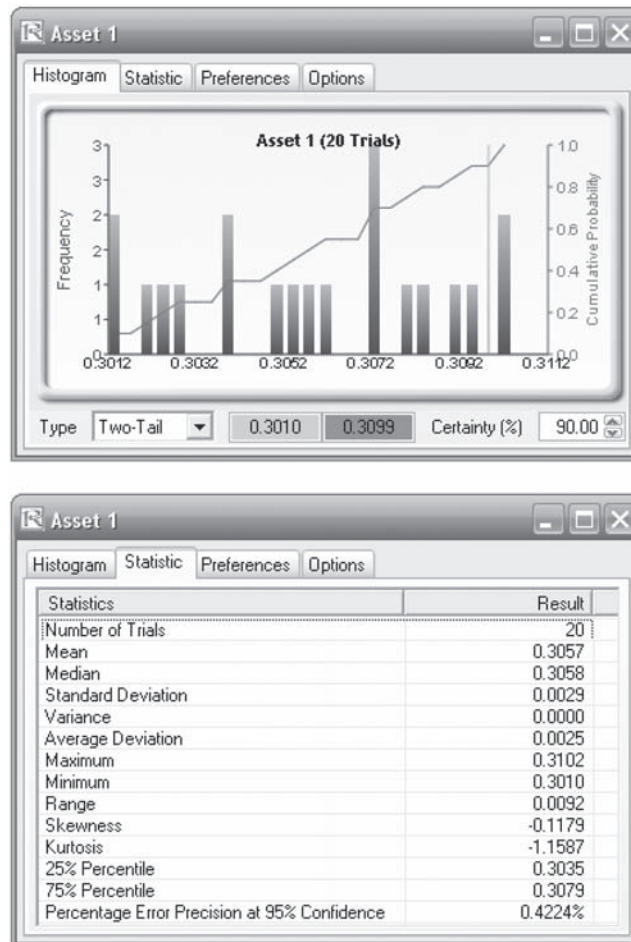 Asset 1
Histogram Statistic Preferences Options
Asset 1 (20 Trials)
Frequency
3
3
2
2
1
1
0
0.3012 0.3032 0.3052 0.3072 0.3092 0.3112
1.0
0.8
0.6
0.4
0.2
0.0
Cumulative Probability
Type Two-Tail 0.3010 0.3099 Certainty (%) 90.00
Asset 1
Histogram Statistic Preferences Options
Statistics Result
Number of Trials 20
Mean 0.3057
Median 0.3058
Standard Deviation 0.0029
Variance 0.0000
Average Deviation 0.0025
Maximum 0.3102
Minimum 0.3010
Range 0.0092
Skewness -0.1179
Kurtosis -1.1587
25% Percentile 0.3035
75% Percentile 0.3079
Percentage Error Precision at 95% Confidence 0.4224%